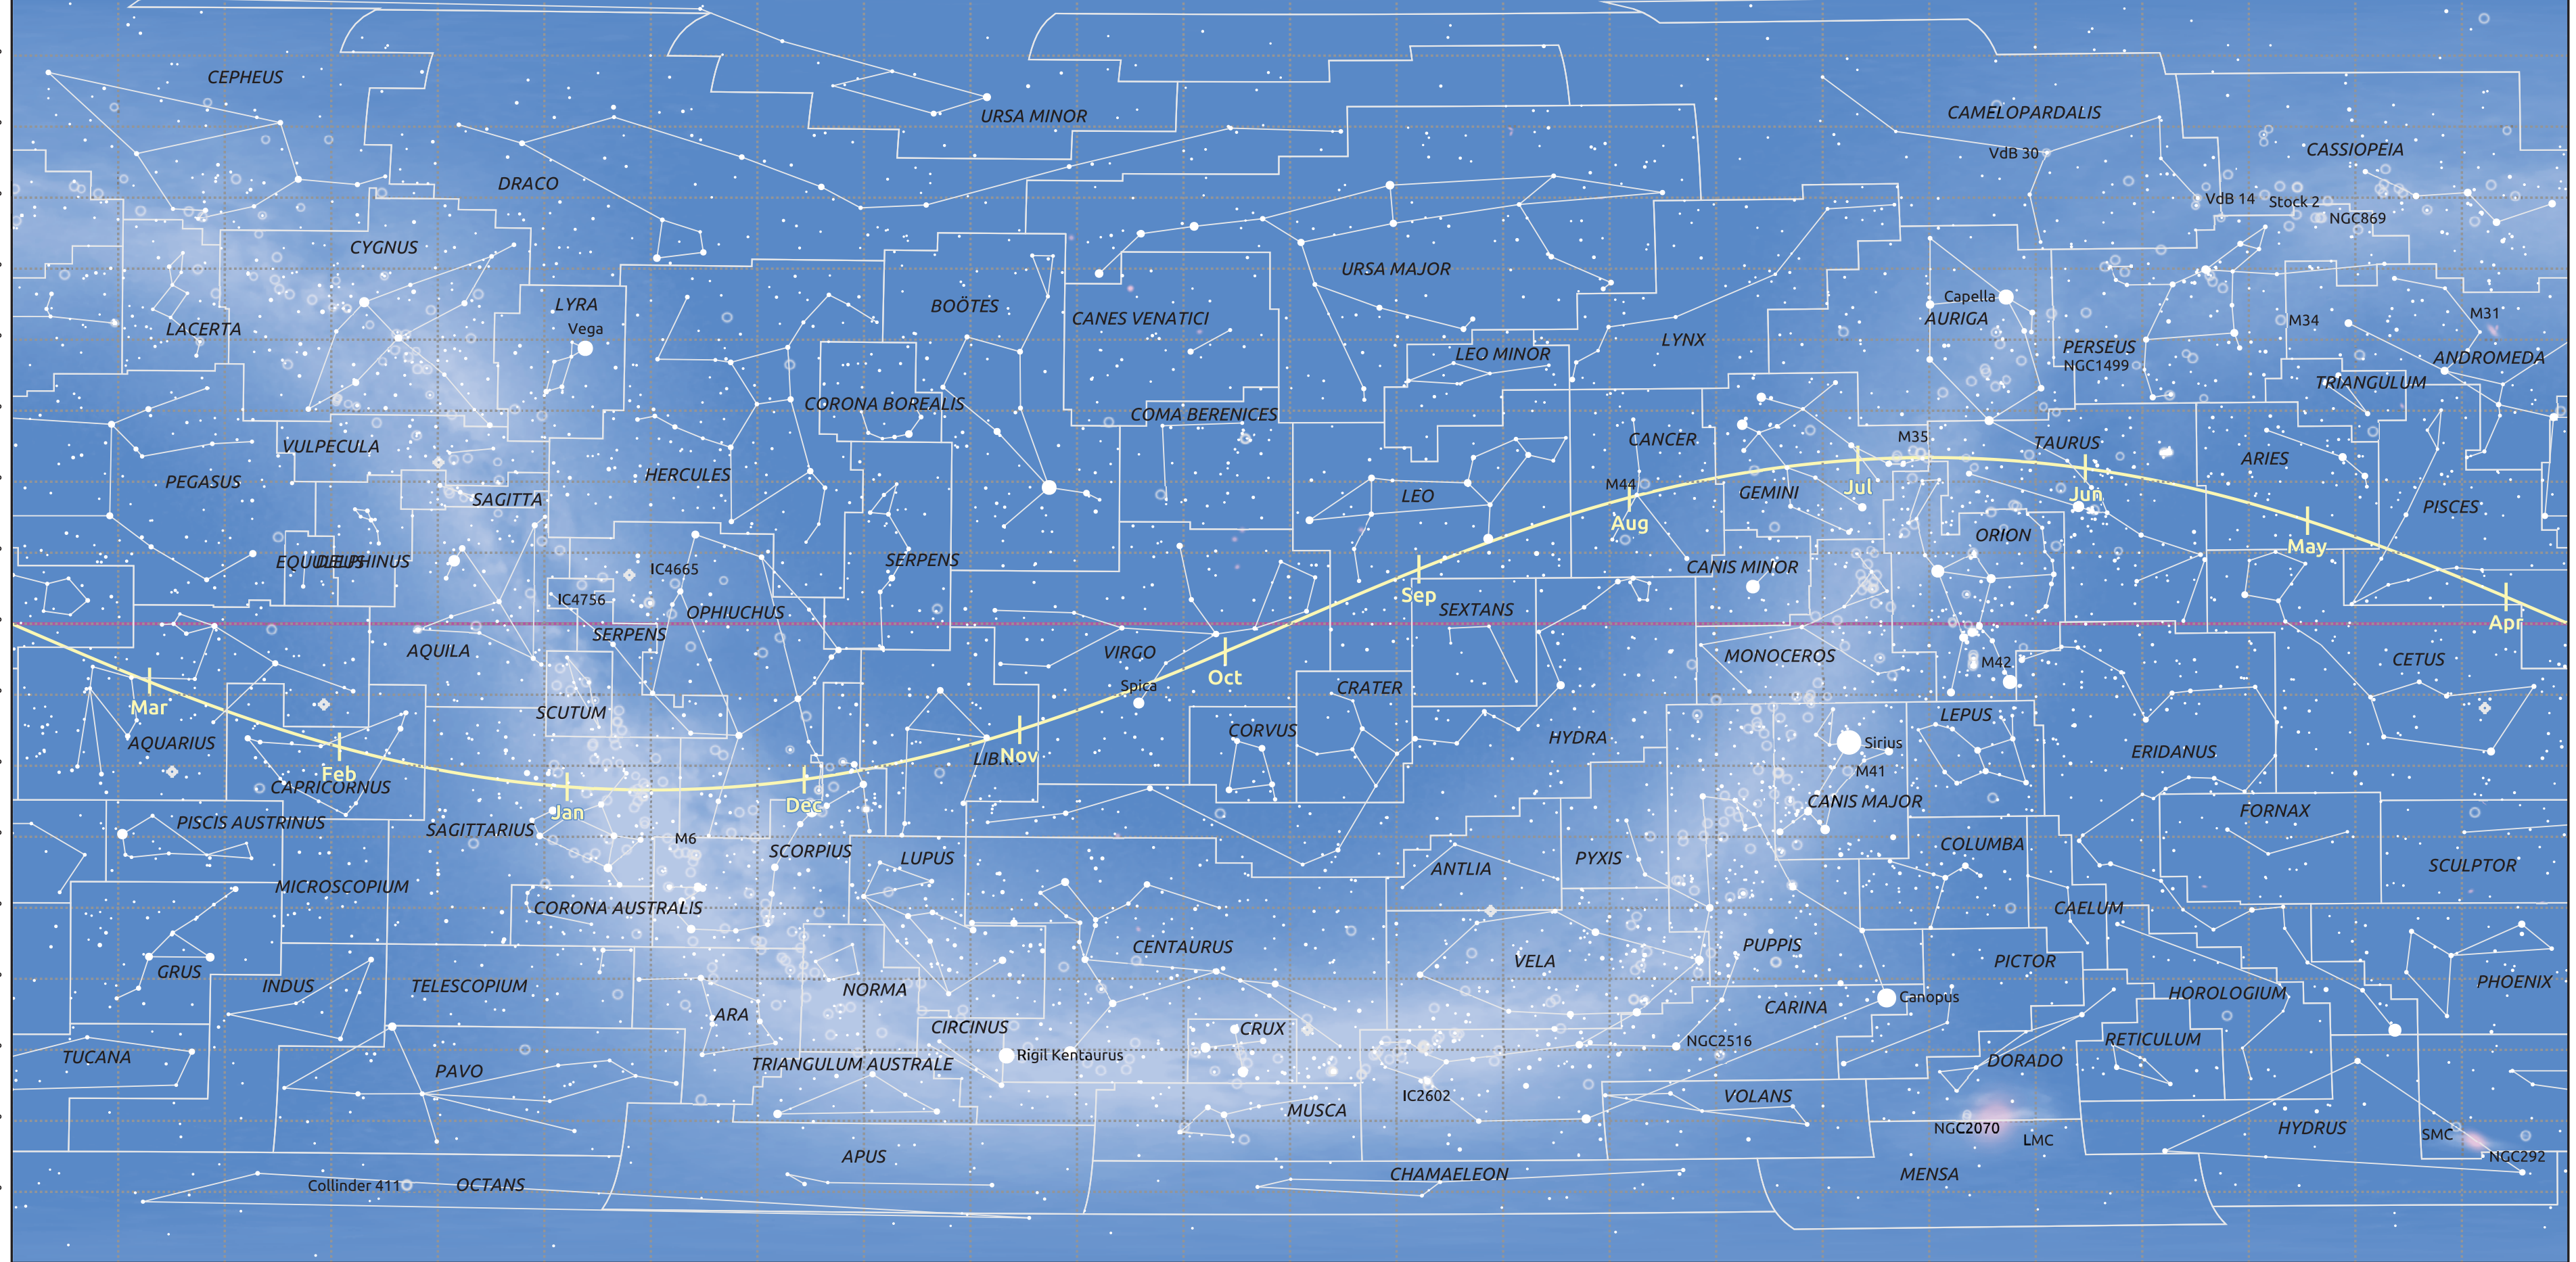 CEPHEUS
URSA MINOR
CAMELOPARDALIS
CASSIOPEIA
VdB 30
DRACO
VdB 14
Stock 2
NGC869
CYGNUS
URSA MAJOR
LYRA
Vega
BOÖTES
CANES VENATICI
Capella
AURIGA
M34
M31
LACERTA
LEO MINOR
LYNX
PERSEUS
NGC1499
ANDROMEDA
TRIANGULUM
CORONA BOREALIS
COMA BERENICES
VULPECULA
CANCER
M35
TAURUS
ARIES
PEGASUS
HERCULES
SAGITTA
LEO
M44
GEMINI
Jul
Jun
PISCES
Aug
ORION
May
EQUULEUS
DELPHINUS
SERPENS
IC4665
CANIS MINOR
IC4756
OPHIUCHUS
Sep
SEXTANS
Apr
SERPENS
AQUILA
VIRGO
MONOCEROS
M42
CETUS
Oct
Spica
CRATER
Mar
SCUTUM
LEPUS
AQUARIUS
CORVUS
HYDRA
Sirius
ERIDANUS
Nov
LIBRA
Feb
M41
CAPRICORNUS
Jan
Dec
CANIS MAJOR
FORNAX
PISCIS AUSTRINUS
SAGITTARIUS
M6
SCORPIUS
LUPUS
ANTLIA
PYXIS
COLUMBA
SCULPTOR
MICROSCOPIUM
CORONA AUSTRALIS
CAELUM
CENTAURUS
PUPPIS
GRUS
INDUS
TELESCOPIUM
NORMA
VELA
PICTOR
HOROLOGIUM
PHOENIX
ARA
CIRCINUS
CRUX
CARINA
Canopus
TUCANA
PAVO
TRIANGULUM AUSTRALE
Rigil Kentaurus
NGC2516
DORADO
RETICULUM
IC2602
MUSCA
VOLANS
NGC2070
LMC
HYDRUS
SMC
NGC292
APUS
Collinder 411
OCTANS
CHAMAELEON
MENSA